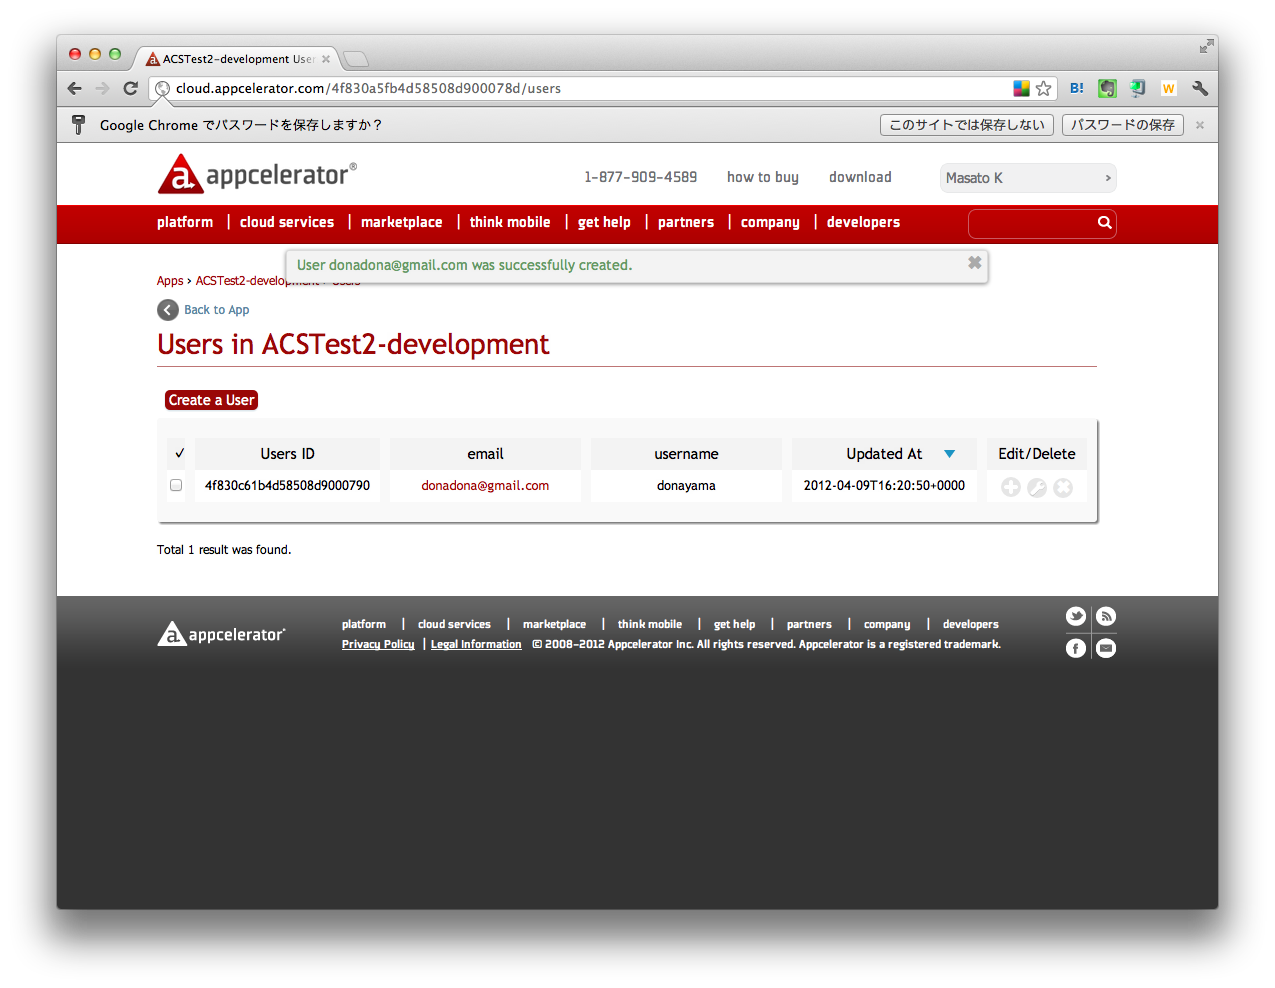 ACSTest2-development User
cloud.appcelerator.com/4f830a5fb4d58508d900078d/users
B!
W
Google Chrome でパスワードを保存しますか？
このサイトでは保存しない
パスワードの保存
appcelerator®
1-877-909-4589
how to buy
download
Masato K
platform | cloud services | marketplace | think mobile | get help | partners | company | developers
User donadona@gmail.com was successfully created.
Apps › ACSTest2-development › Users
Back to App
Users in ACSTest2-development
Create a User
✓ Users ID email username Updated At Edit/Delete
4f830c61b4d58508d9000790 donadona@gmail.com donayama 2012-04-09T16:20:50+0000
Total 1 result was found.
appcelerator®
platform | cloud services | marketplace | think mobile | get help | partners | company | developers
Privacy Policy | Legal Information © 2008-2012 Appcelerator Inc. All rights reserved. Appcelerator is a registered trademark.